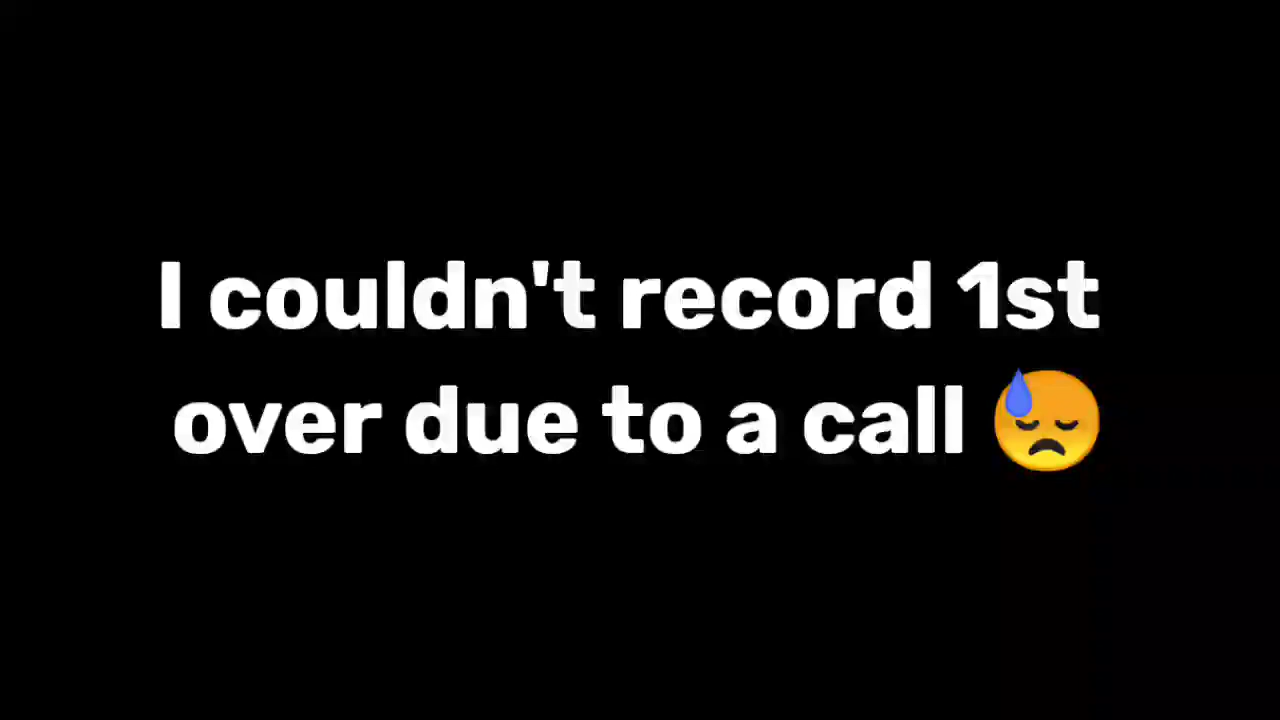 I couldn't record 1st
over due to a call 😓